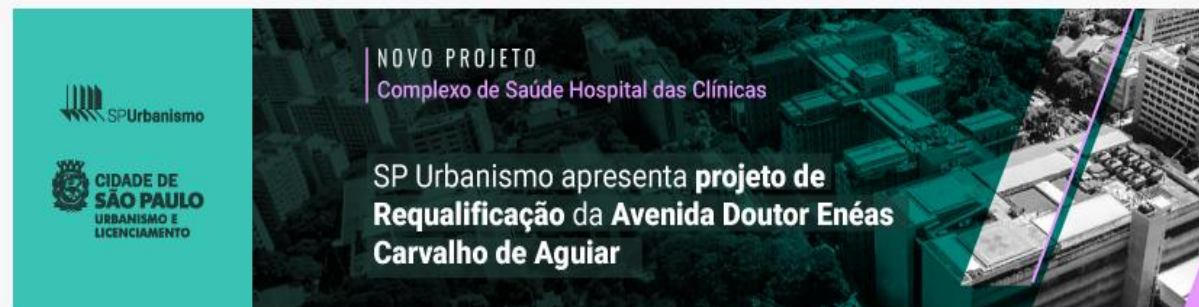 SPUrbanismo
CIDADE DE
SÃO PAULO
URBANISMO E
LICENCIAMENTO
NOVO PROJETO
Complexo de Saúde Hospital das Clínicas
SP Urbanismo apresenta projeto de
Requalificação da Avenida Doutor Enéas
Carvalho de Aguiar